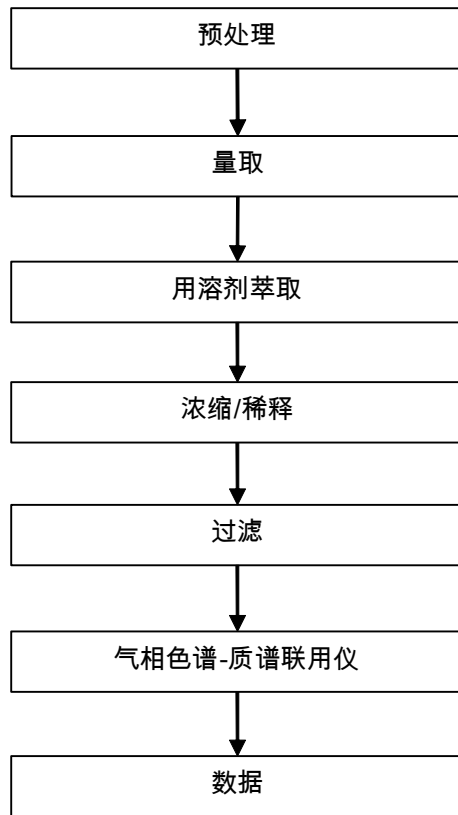 预处理
量取
用溶剂萃取
浓缩/稀释
过滤
气相色谱-质谱联用仪
数据